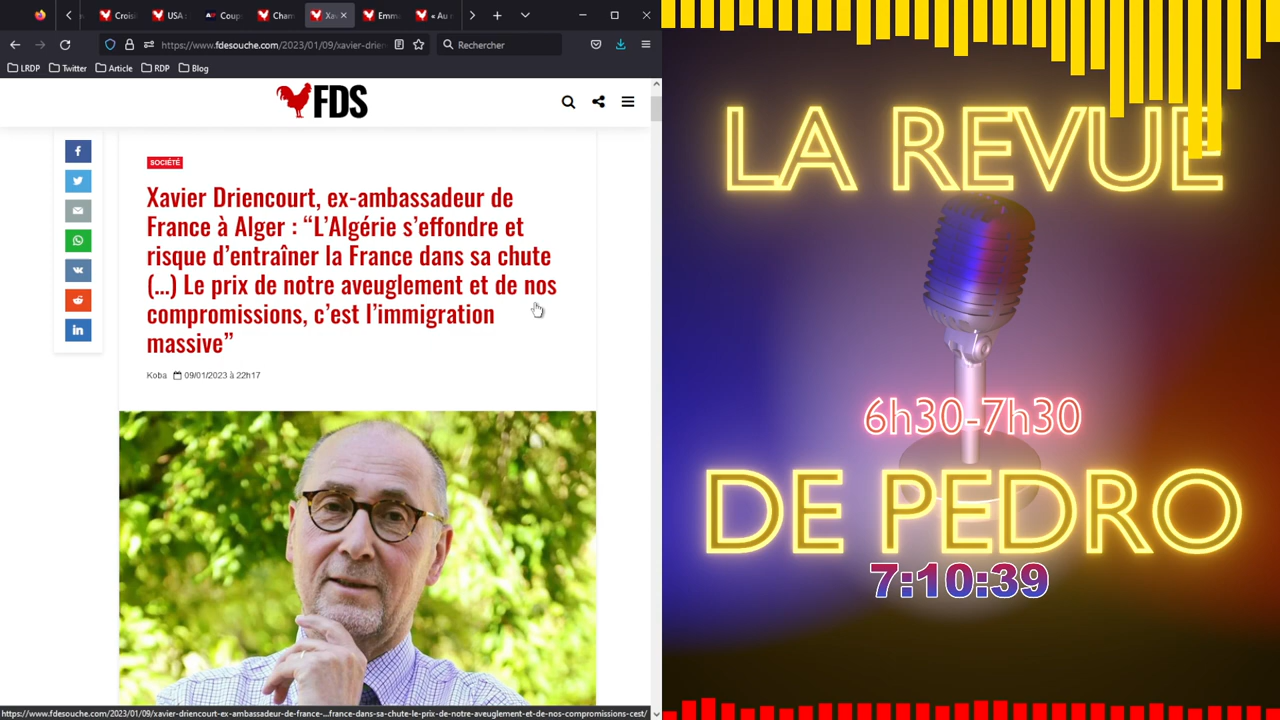 Croisi
USA :
Coup
Cham
Xav
Emma
« Au r
https://www.fdesouche.com/2023/01/09/xavier-drien
Rechercher
LRDP
Twitter
Article
RDP
Blog
FDS
SOCIÉTÉ
Xavier Driencourt, ex-ambassadeur de
France à Alger : “L’Algérie s’effondre et
risque d’entraîner la France dans sa chute
(…) Le prix de notre aveuglement et de nos
compromissions, c’est l’immigration
massive”
Koba 09/01/2023 à 22h17
https://www.fdesouche.com/2023/01/09/xavier-driencourt-ex-ambassadeur-de-france-...france-dans-sa-chute-le-prix-de-notre-aveuglement-et-de-nos-compromissions-cest/
LA REVUE
6h30-7h30
DE PEDRO
7:10:39